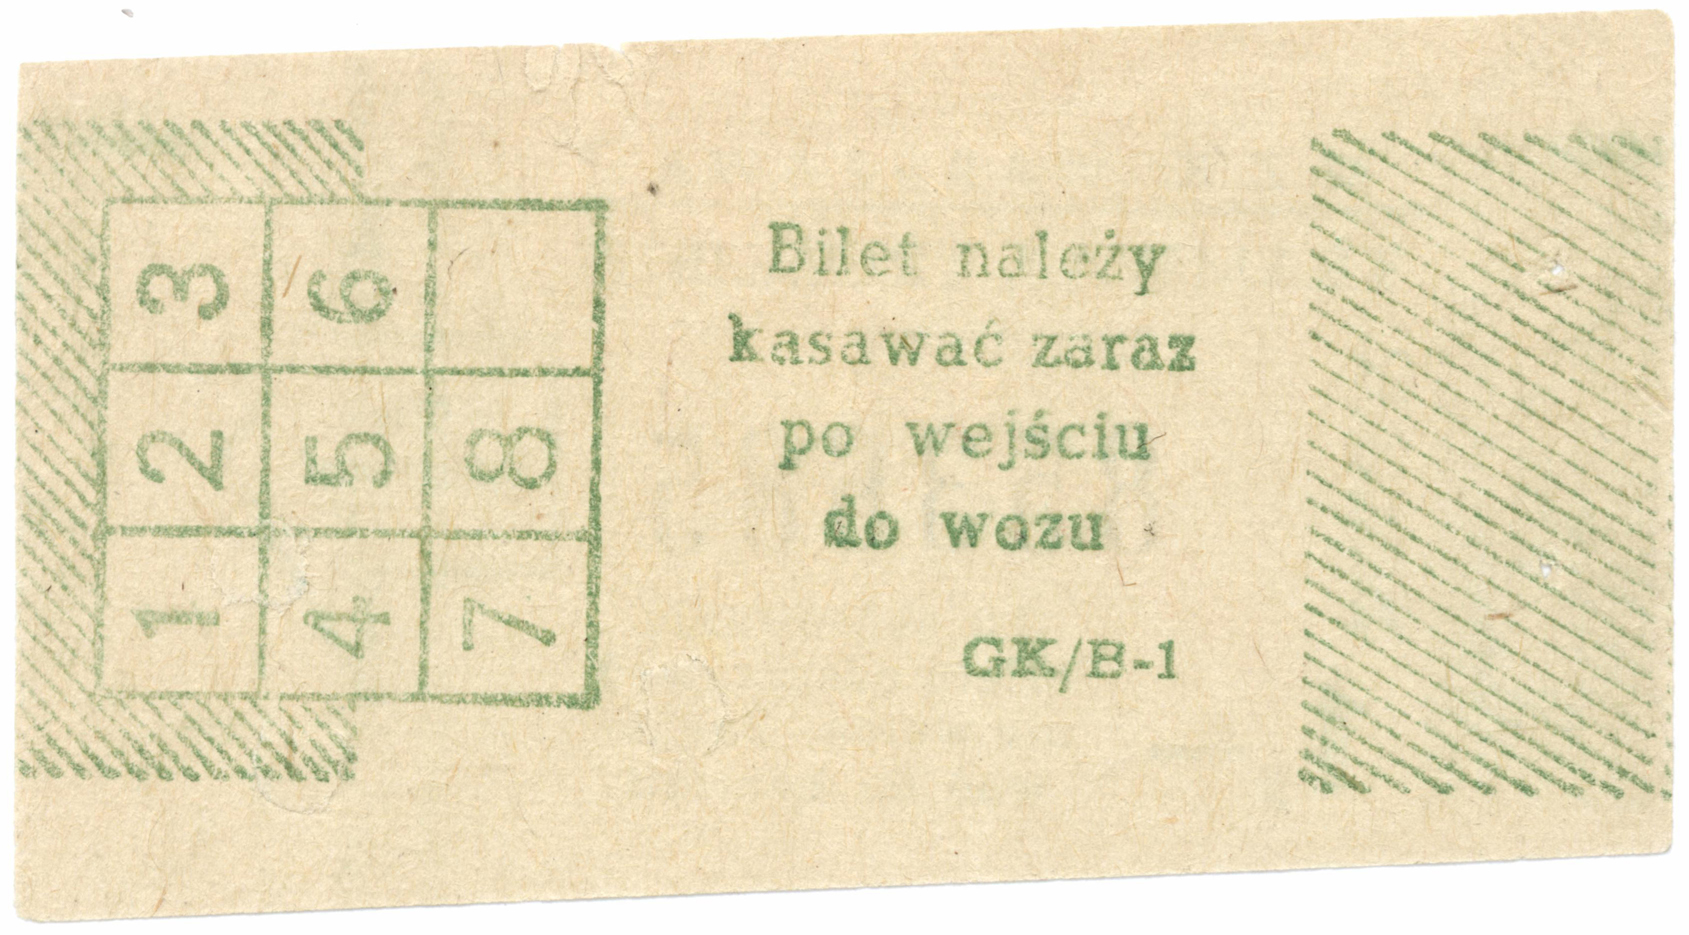 3 6
2 5 8
1 4 7
Bilet należy
kasawać zaraz
po wejściu
do wozu
GK/B-1